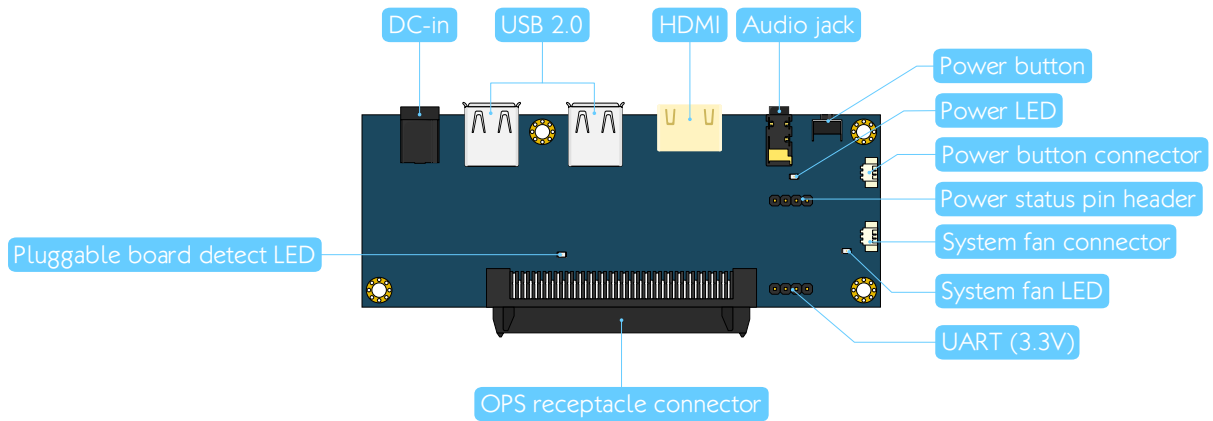 DC-in
USB 2.0
HDMI
Audio jack
Power button
Power LED
Power button connector
Power status pin header
System fan connector
Pluggable board detect LED
System fan LED
UART (3.3V)
OPS receptacle connector